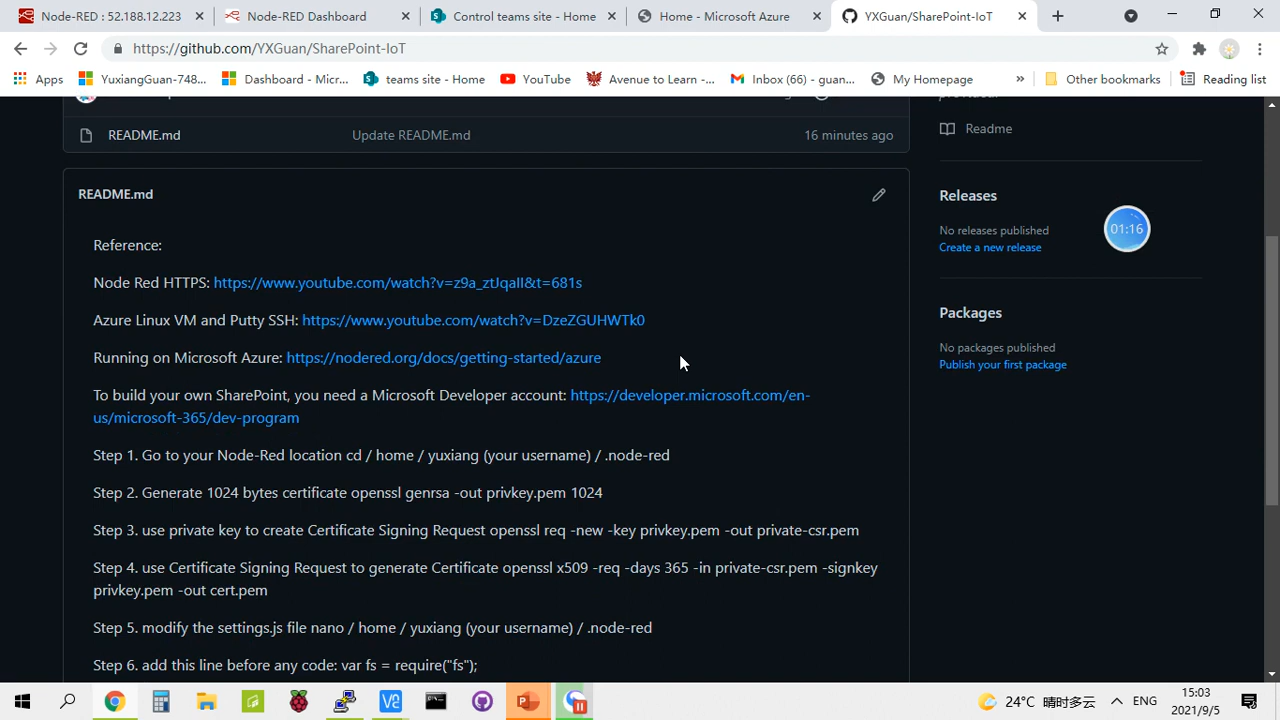 Node-RED : 52.188.12.223
Node-RED Dashboard
Control teams site - Home
Home - Microsoft Azure
YXGuan/SharePoint-IoT
https://github.com/YXGuan/SharePoint-IoT
Apps
YuxiangGuan-748...
Dashboard - Micr...
teams site - Home
YouTube
Avenue to Learn -...
Inbox (66) - guan...
My Homepage
»
Other bookmarks
Reading list
README.md
Update README.md
16 minutes ago
Readme
README.md
Releases
No releases published
Create a new release
01:16
Packages
No packages published
Publish your first package
Reference:
Node Red HTTPS: https://www.youtube.com/watch?v=z9a_ztJqaII&t=681s
Azure Linux VM and Putty SSH: https://www.youtube.com/watch?v=DzeZGUHWTk0
Running on Microsoft Azure: https://nodered.org/docs/getting-started/azure
To build your own SharePoint, you need a Microsoft Developer account: https://developer.microsoft.com/en-
us/microsoft-365/dev-program
Step 1. Go to your Node-Red location cd / home / yuxiang (your username) / .node-red
Step 2. Generate 1024 bytes certificate openssl genrsa -out privkey.pem 1024
Step 3. use private key to create Certificate Signing Request openssl req -new -key privkey.pem -out private-csr.pem
Step 4. use Certificate Signing Request to generate Certificate openssl x509 -req -days 365 -in private-csr.pem -signkey
privkey.pem -out cert.pem
Step 5. modify the settings.js file nano / home / yuxiang (your username) / .node-red
Step 6. add this line before any code: var fs = require("fs");
24°C 晴时多云
ENG
15:03
2021/9/5